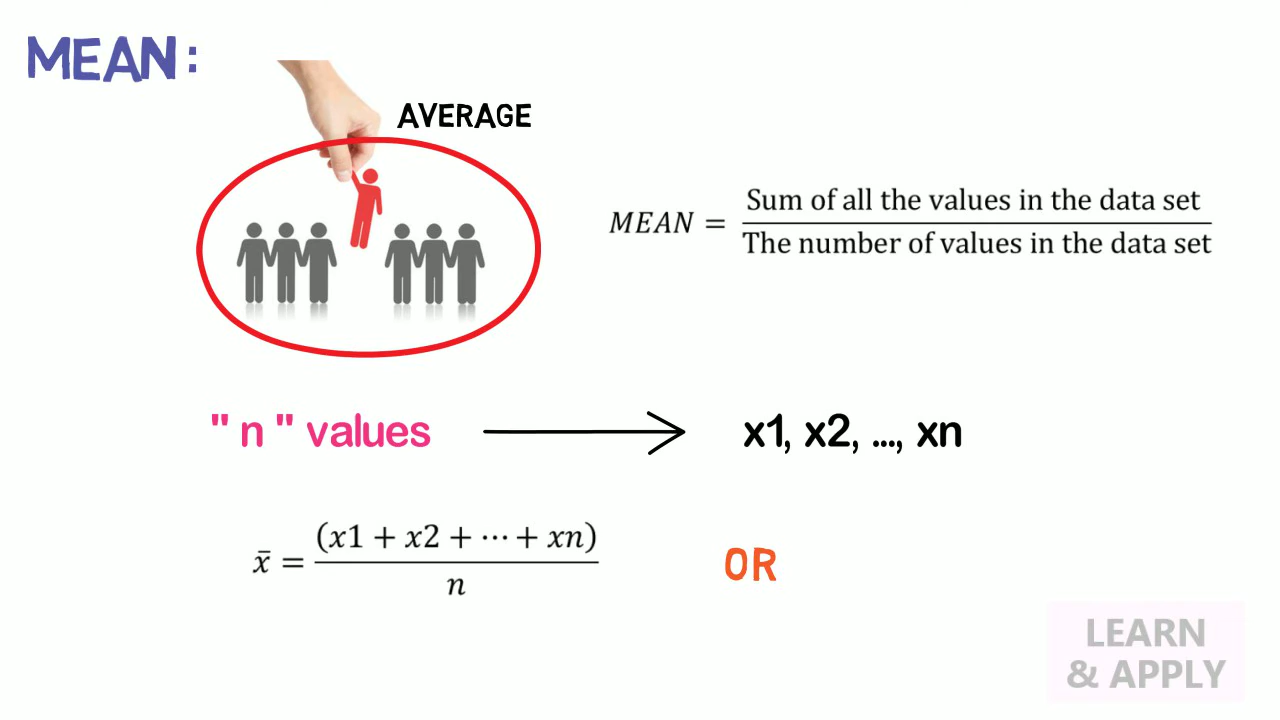 MEAN:
AVERAGE
MEAN = Sum of all the values in the data set / The number of values in the data set
" n " values → x1, x2, ..., xn
x̄ = (x1 + x2 + ⋯ + xn) / n
OR
LEARN
& APPLY